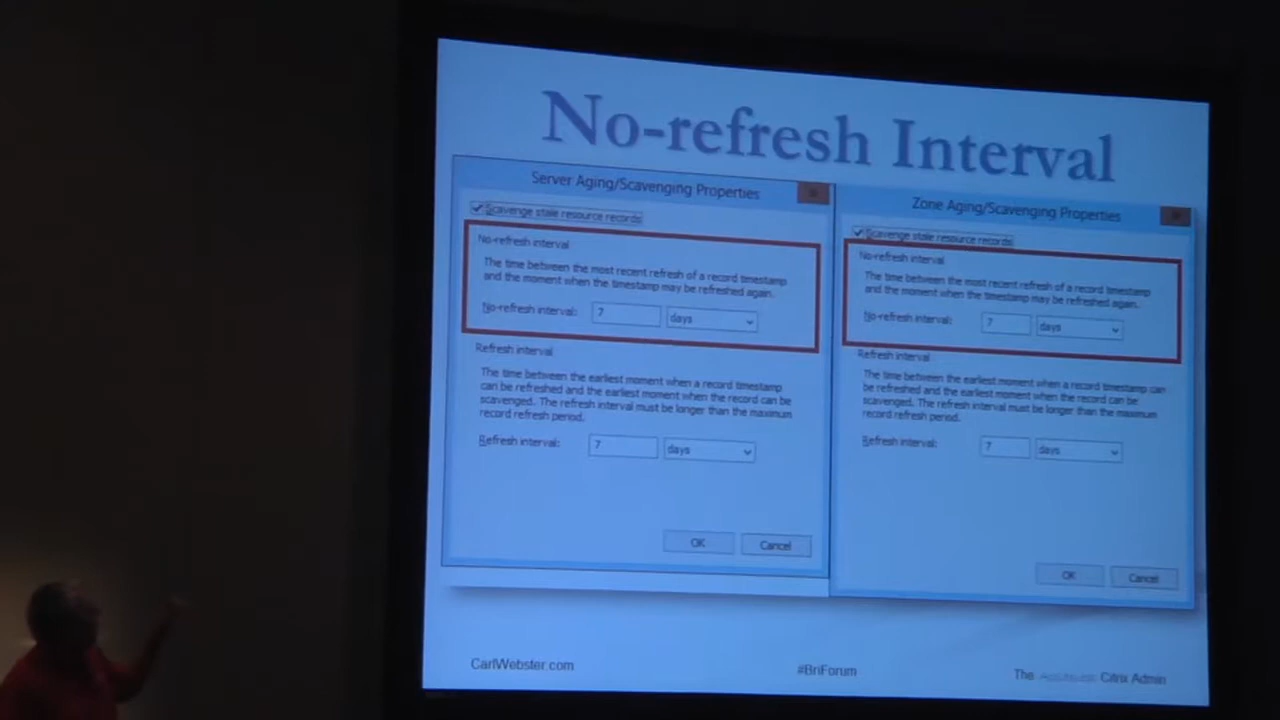 No-refresh Interval
Server Aging/Scavenging Properties
Scavenge stale resource records
No-refresh interval
The time between the most recent refresh of a record timestamp
and the moment when the timestamp may be refreshed again.
No-refresh interval: 7 days
Refresh interval
The time between the earliest moment when a record timestamp
can be refreshed and the earliest moment when the record can be
scavenged. The refresh interval must be longer than the maximum
record refresh period.
Refresh interval: 7 days
OK Cancel
Zone Aging/Scavenging Properties
Scavenge stale resource records
No-refresh interval
The time between the most recent refresh of a record timestamp
and the moment when the timestamp may be refreshed again.
No-refresh interval: 7 days
Refresh interval
The time between the earliest moment when a record timestamp can
be refreshed and the earliest moment when the record can be
scavenged. The refresh interval must be longer than the maximum
record refresh period.
Refresh interval: 7 days
OK Cancel
CarlWebster.com
#BriForum
The Citrix Admin